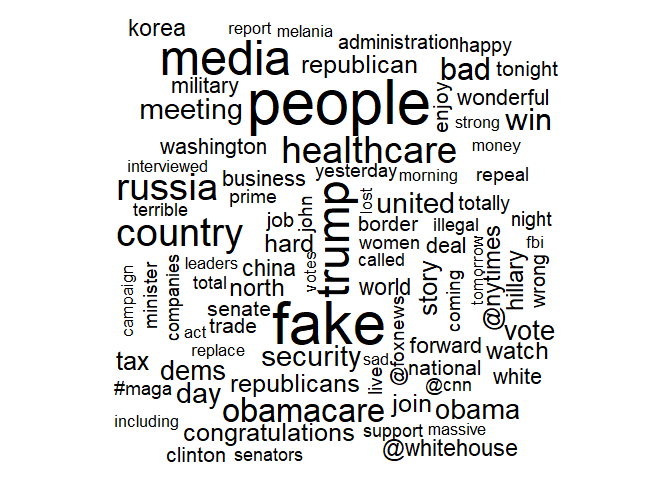 korea
report
melania
administration
happy
media
republican
bad
tonight
military
people
enjoy
wonderful
meeting
strong
win
washington
healthcare
money
interviewed
yesterday
morning
repeal
russia
business
prime
terrible
job
john
trump
lost
united
totally
country
hard
border
illegal
night
women
deal
fbi
leaders
china
votes
called
campaign
minister
companies
total
north
world
story
coming
tomorrow
@nytimes
hillary
wrong
senate
act
trade
fake
@foxnews
vote
replace
security
sad
forward
watch
tax
dems
live
national
#maga
day
republicans
@cnn
white
including
obamacare
join
obama
congratulations
support
massive
clinton
senators
@whitehouse